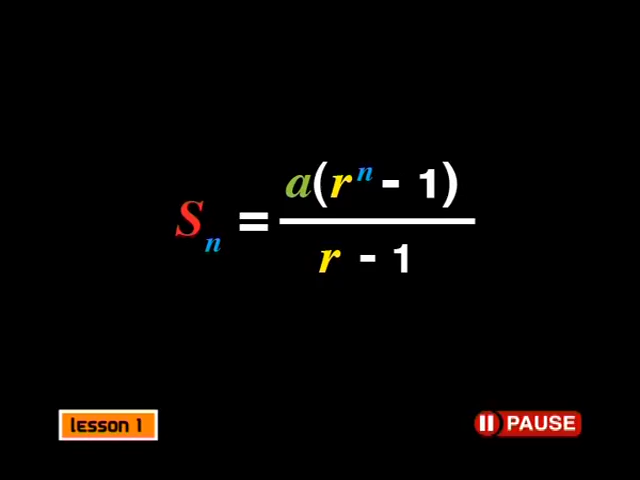 Sₙ = a(rⁿ - 1)
r - 1
lesson 1
PAUSE